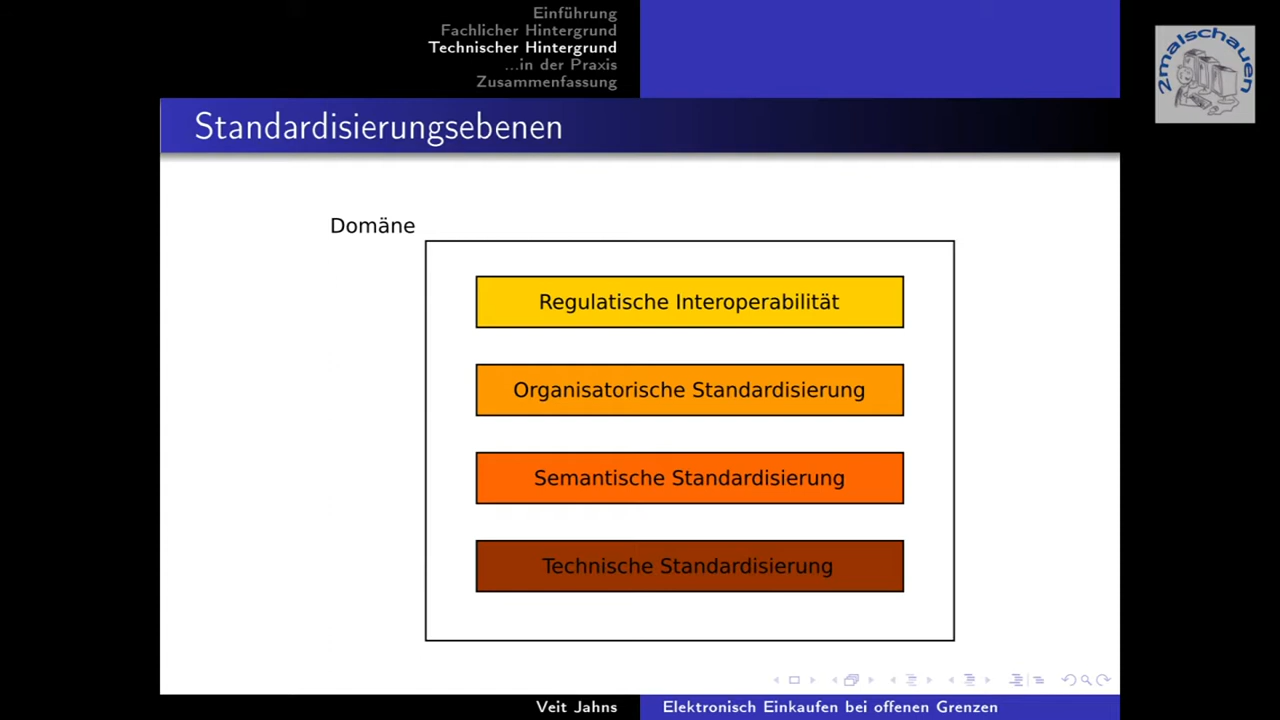 Einführung
Fachlicher Hintergrund
Technischer Hintergrund
...in der Praxis
Zusammenfassung
2malschauen
Standardisierungsebenen
Domäne
Regulatische Interoperabilität
Organisatorische Standardisierung
Semantische Standardisierung
Technische Standardisierung
Veit Jahns
Elektronisch Einkaufen bei offenen Grenzen